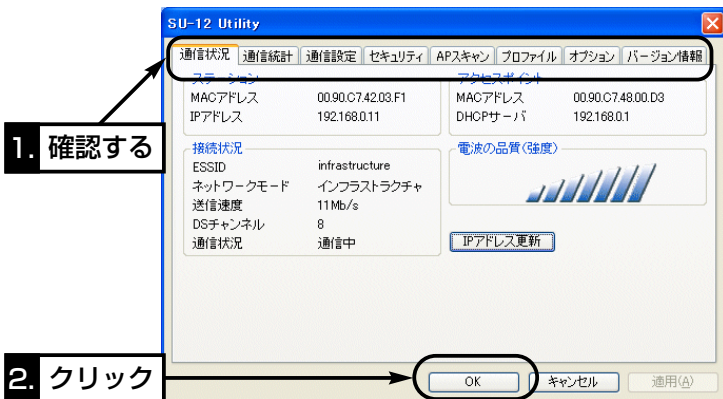 SU-12 Utility
通信状況 通信統計 通信設定 セキュリティ APスキャン プロファイル オプション バージョン情報
ステーション
MACアドレス 00.90.C7.42.03.F1
IPアドレス 192.168.0.11
アクセスポイント
MACアドレス 00.90.C7.48.00.D3
DHCPサーバ 192.168.0.1
1. 確認する
接続状況
ESSID infrastructure
ネットワークモード インフラストラクチャ
送信速度 11Mb/s
DSチャンネル 8
通信状況 通信中
電波の品質(強度)
IPアドレス更新
2. クリック
OK キャンセル 適用(A)